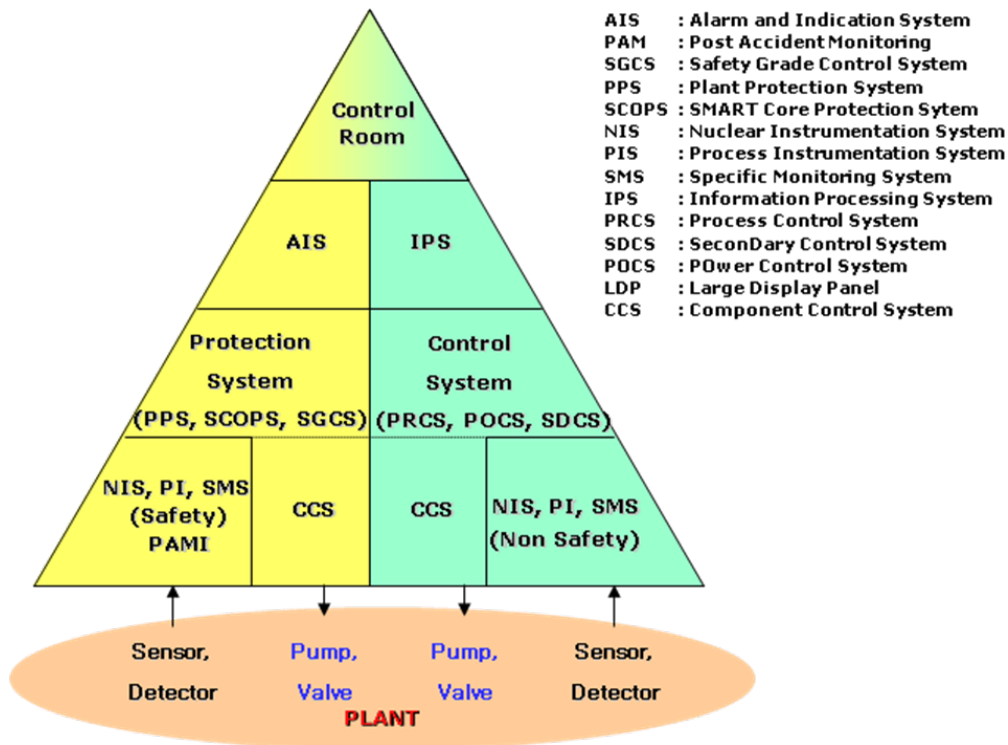 Control
Room
AIS
IPS
Protection
System
(PPS, SCOPS, SGCS)
Control
System
(PRCS, POCS, SDCS)
NIS, PI, SMS
(Safety)
PAMI
CCS
CCS
NIS, PI, SMS
(Non Safety)
Sensor,
Detector
Pump,
Valve
Pump,
Valve
Sensor,
Detector
PLANT
AIS : Alarm and Indication System
PAM : Post Accident Monitoring
SGCS : Safety Grade Control System
PPS : Plant Protection System
SCOPS : SMART Core Protection Sytem
NIS : Nuclear Instrumentation System
PIS : Process Instrumentation System
SMS : Specific Monitoring System
IPS : Information Processing System
PRCS : Process Control System
SDCS : SeconDary Control System
POCS : POwer Control System
LDP : Large Display Panel
CCS : Component Control System